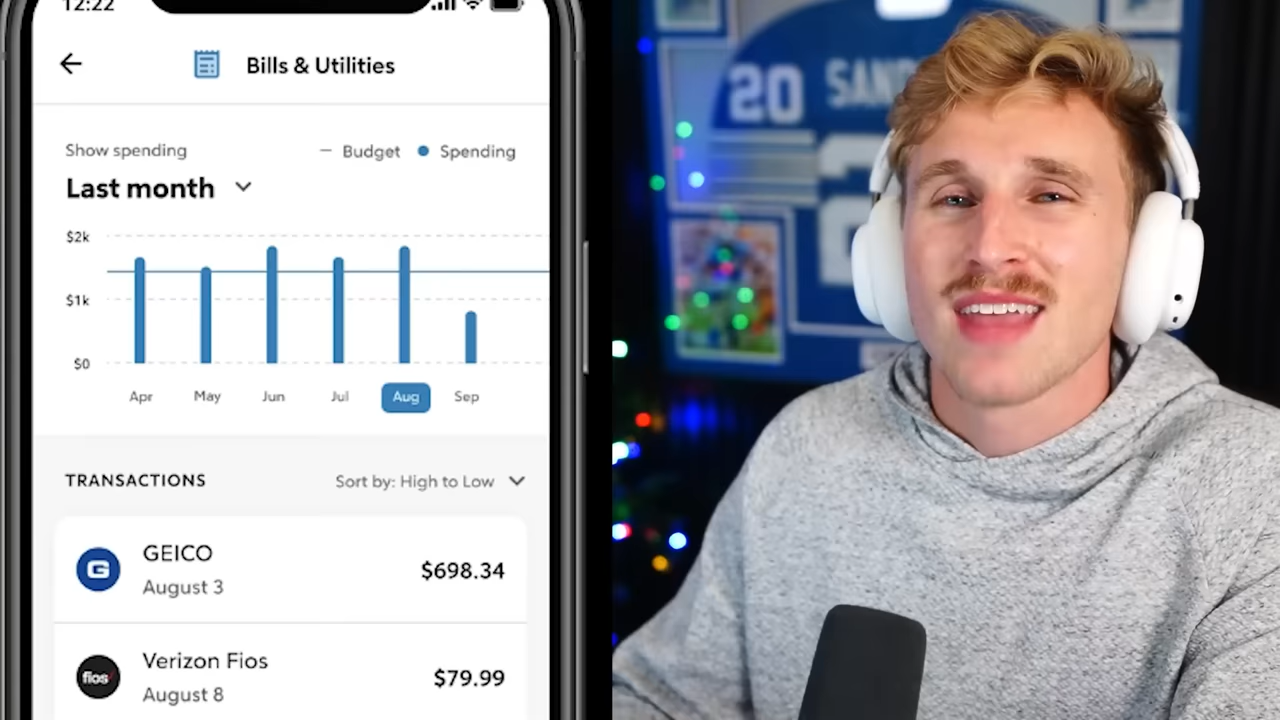 12:22
Bills & Utilities
Show spending
Budget
Spending
Last month
$2k
$1k
$0
Apr
May
Jun
Jul
Aug
Sep
TRANSACTIONS
Sort by: High to Low
G
GEICO
August 3
$698.34
fios
Verizon Fios
August 8
$79.99
20
SAND
2